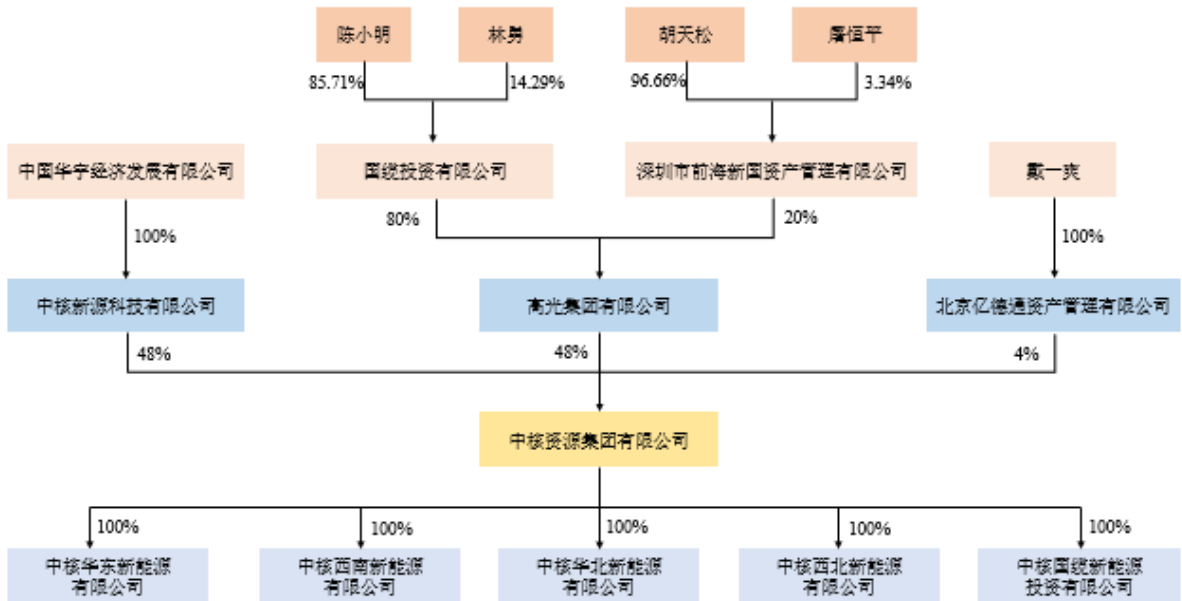 陈小明
林勇
胡天松
屠恒平
85.71%
14.29%
96.66%
3.34%
中国华宇经济发展有限公司
国缆投资有限公司
深圳市前海新国资产管理有限公司
戴一爽
100%
80%
20%
100%
中核新源科技有限公司
高光集团有限公司
北京亿德通资产管理有限公司
48%
48%
4%
中核资源集团有限公司
100%
100%
100%
100%
100%
中核华东新能源
有限公司
中核西南新能源
有限公司
中核华北新能源
有限公司
中核西北新能源
有限公司
中核国缆新能源
投资有限公司